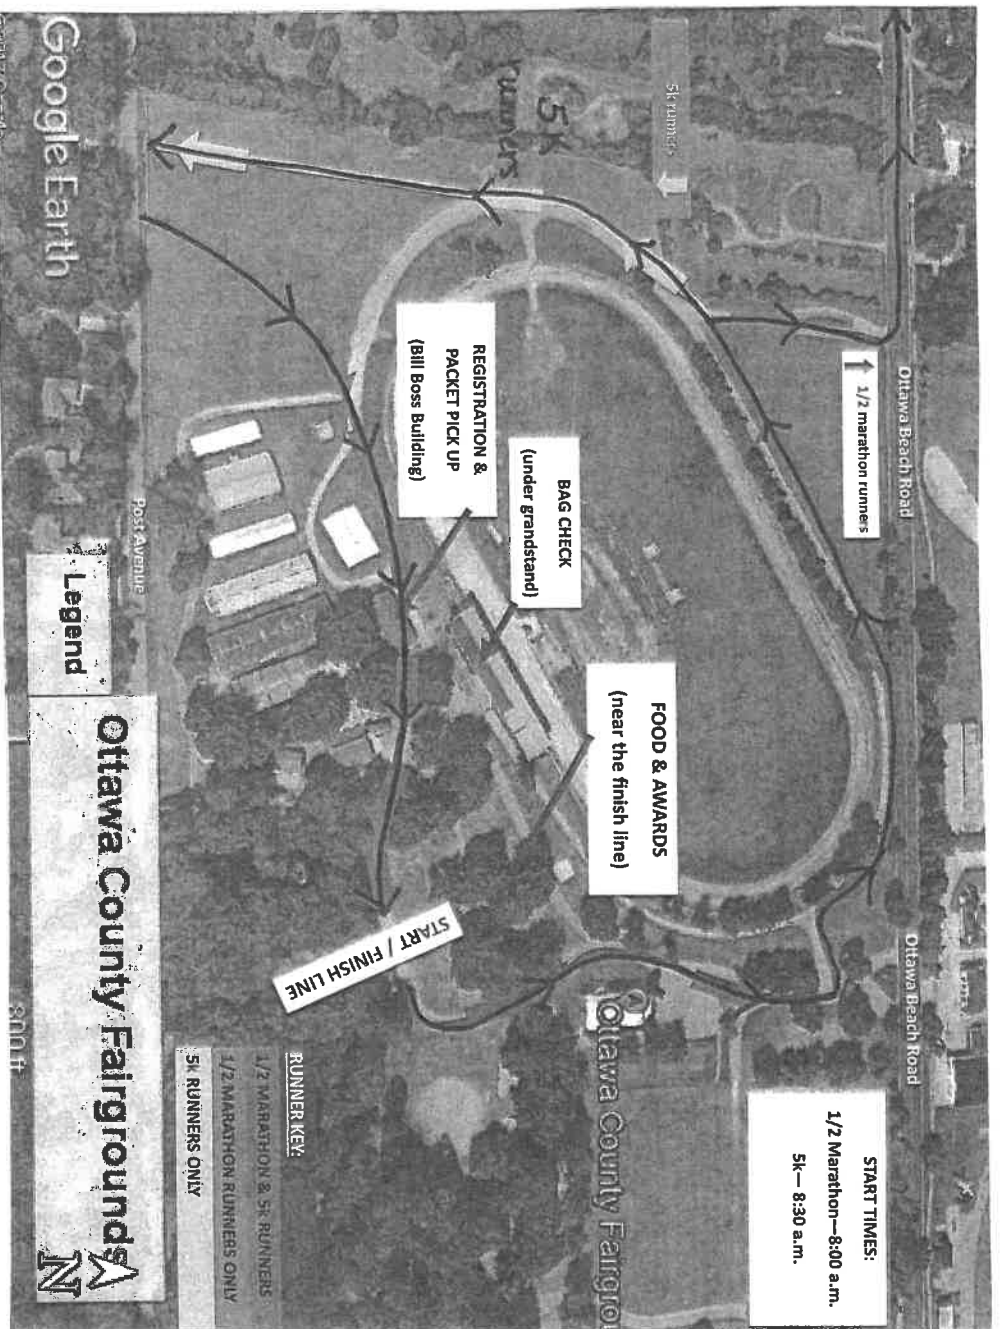 Ottawa Beach Road
Ottawa Beach Road
↑ 1/2 marathon runners
5k runners
5K
runners
START TIMES:
1/2 Marathon—8:00 a.m.
5k— 8:30 a.m.
FOOD & AWARDS
(near the finish line)
BAG CHECK
(under grandstand)
REGISTRATION &
PACKET PICK UP
(Bill Boss Building)
Ottawa County Fairgro
START / FINISH LINE
RUNNER KEY:
1/2 MARATHON & 5K RUNNERS
1/2 MARATHON RUNNERS ONLY
5K RUNNERS ONLY
Post Avenue
Legend
Ottawa County Fairgrounds
N
Google Earth
800 ft